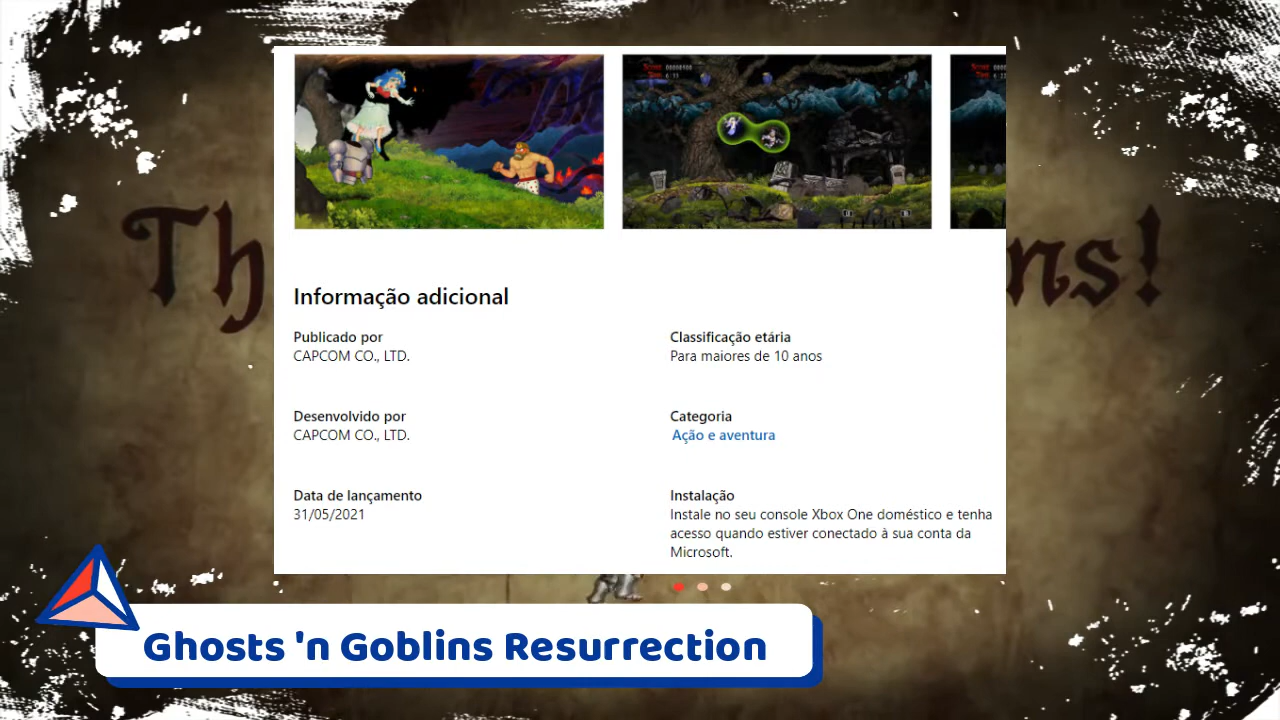 Th
ns!
Informação adicional
Publicado por
CAPCOM CO., LTD.
Classificação etária
Para maiores de 10 anos
Desenvolvido por
CAPCOM CO., LTD.
Categoria
Ação e aventura
Data de lançamento
31/05/2021
Instalação
Instale no seu console Xbox One doméstico e tenha
acesso quando estiver conectado à sua conta da
Microsoft.
Ghosts 'n Goblins Resurrection